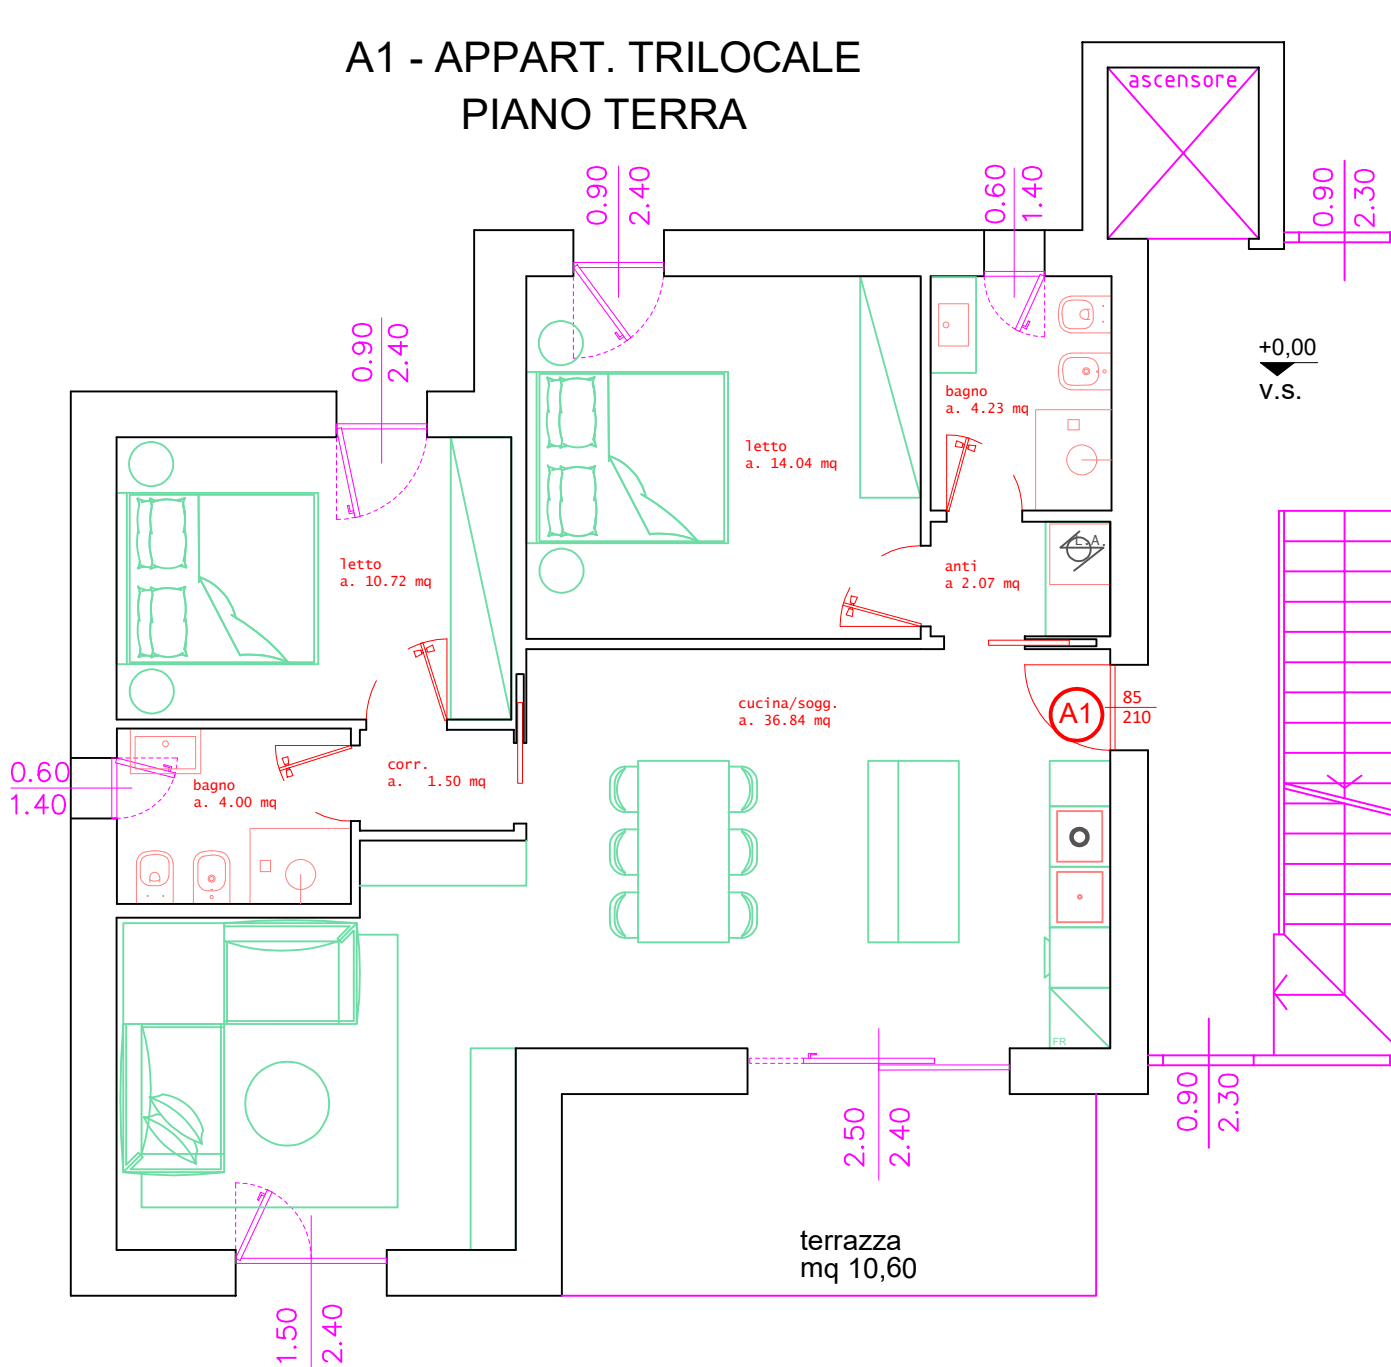 A1 - APPART. TRILOCALE
PIANO TERRA
ascensore
0.90
2.40
0.60
1.40
0.90
2.30
0.90
2.40
+0,00
v.s.
bagno
a. 4.23 mq
letto
a. 14.04 mq
L.A.
letto
a. 10.72 mq
anti
a 2.07 mq
cucina/sogg.
a. 36.84 mq
A1
85
210
corr.
a. 1.50 mq
0.60
1.40
bagno
a. 4.00 mq
FR
2.50
2.40
0.90
2.30
terrazza
mq 10,60
1.50
2.40